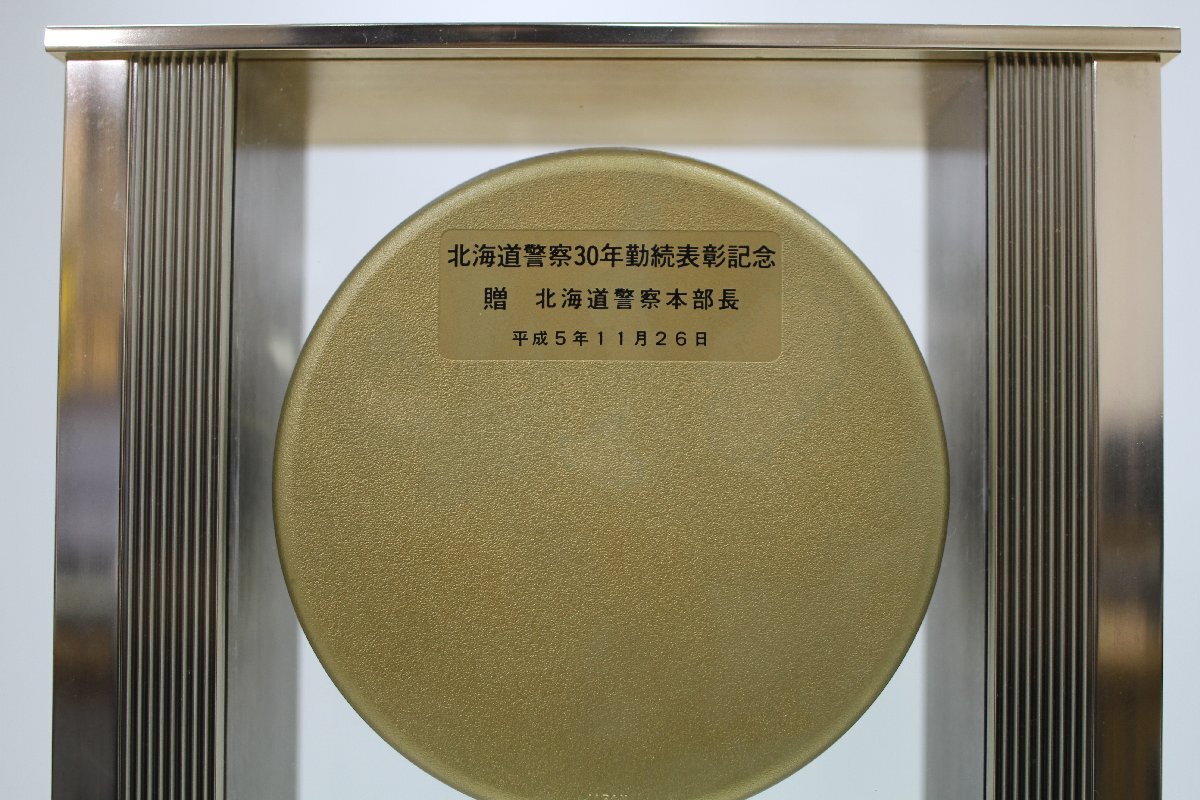 北海道警察30年勤続表彰記念
贈　北海道警察本部長
平成５年１１月２６日
JAPAN